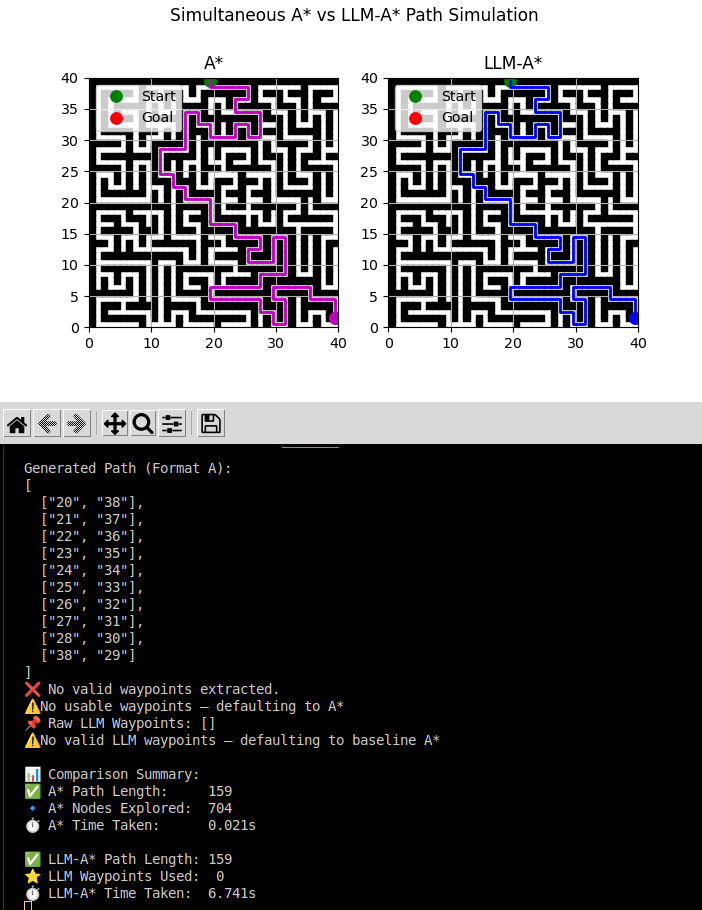 Simultaneous A* vs LLM-A* Path Simulation
A*
LLM-A*
40
35
30
25
20
15
10
5
0
0 10 20 30 40
Start
Goal
40
35
30
25
20
15
10
5
0
0 10 20 30 40
Start
Goal
Generated Path (Format A):
[
["20", "38"],
["21", "37"],
["22", "36"],
["23", "35"],
["24", "34"],
["25", "33"],
["26", "32"],
["27", "31"],
["28", "30"],
["38", "29"]
]
❌ No valid waypoints extracted.
⚠️No usable waypoints — defaulting to A*
📌 Raw LLM Waypoints: []
⚠️No valid LLM waypoints — defaulting to baseline A*
📊 Comparison Summary:
✅ A* Path Length: 159
🔹 A* Nodes Explored: 704
⏱️ A* Time Taken: 0.021s
✅ LLM-A* Path Length: 159
⭐ LLM Waypoints Used: 0
⏱️ LLM-A* Time Taken: 6.741s